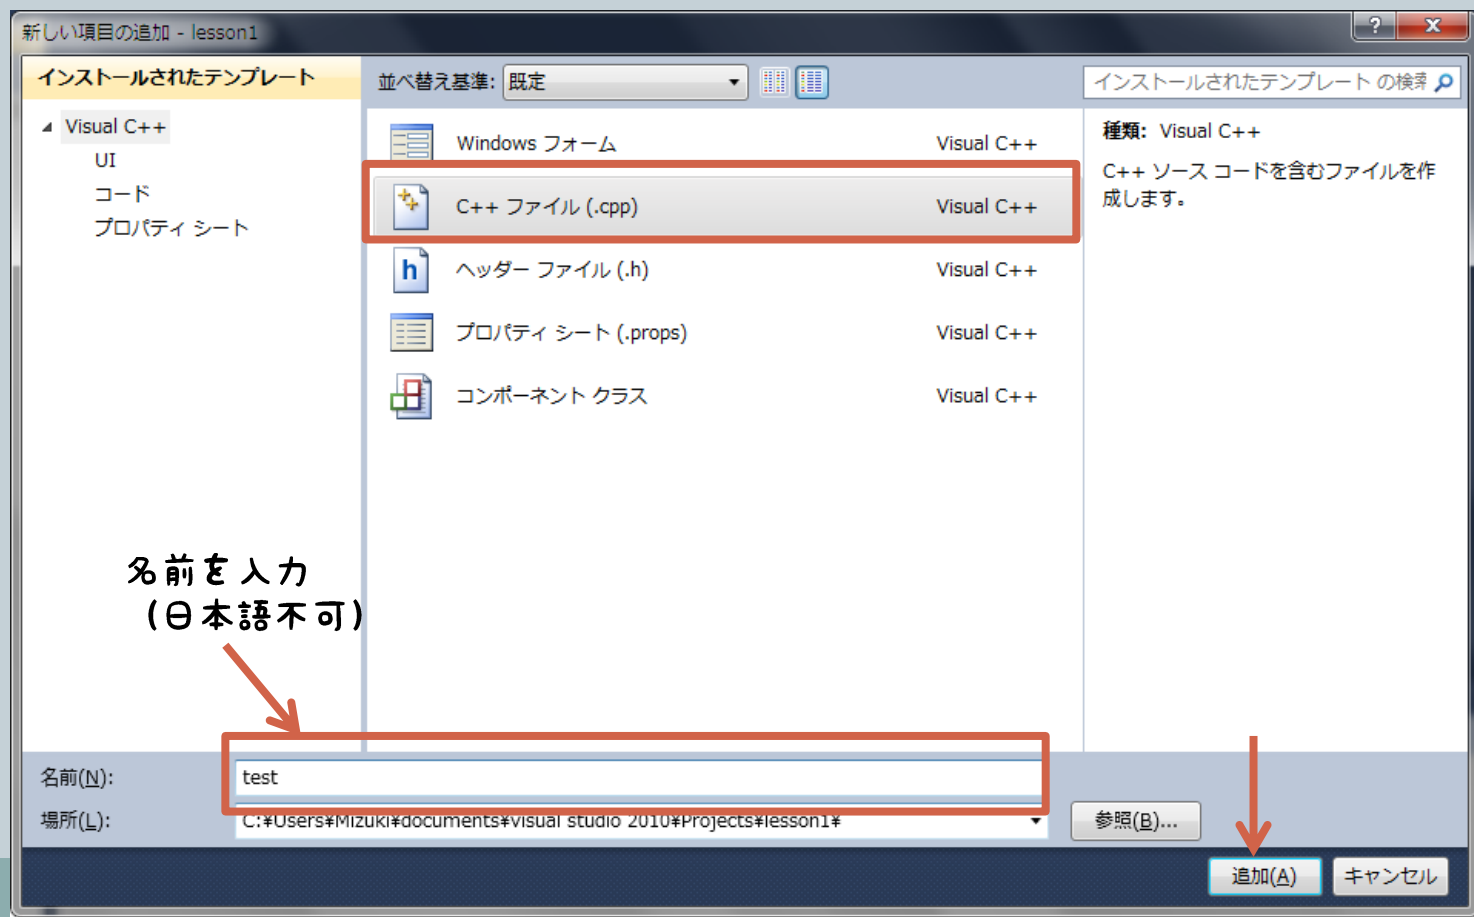 新しい項目の追加 - lesson1
インストールされたテンプレート
並べ替え基準: 既定
インストールされたテンプレート の検索
Visual C++
UI
コード
プロパティ シート
Windows フォーム Visual C++
C++ ファイル (.cpp) Visual C++
ヘッダー ファイル (.h) Visual C++
プロパティ シート (.props) Visual C++
コンポーネント クラス Visual C++
種類: Visual C++
C++ ソース コードを含むファイルを作
成します。
名前を入力
(日本語不可)
名前(N): test
場所(L): C:¥Users¥Mizuki¥documents¥visual studio 2010¥Projects¥lesson1¥
参照(B)...
追加(A) キャンセル